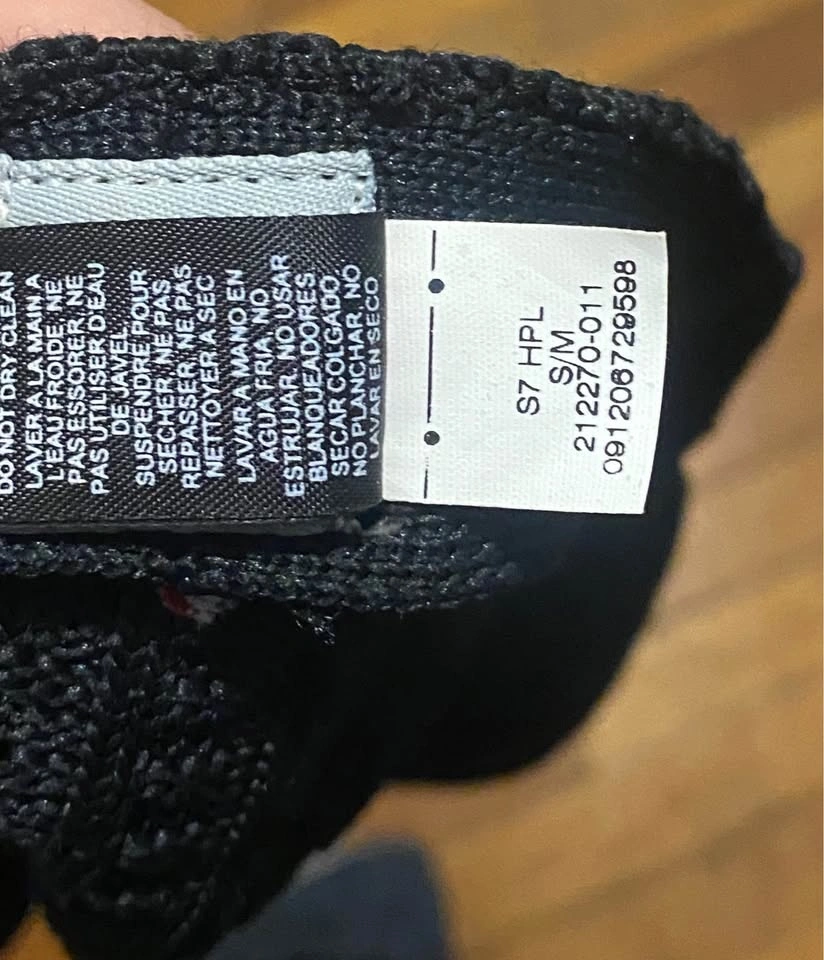 DO NOT DRY CLEAN
LAVER A LA MAIN A
L'EAU FROIDE. NE
PAS ESSORER. NE
PAS UTILISER D'EAU
DE JAVEL.
SUSPENDRE POUR
SECHER. NE PAS
REPASSER. NE PAS
NETTOYER A SEC
LAVAR A MANO EN
AGUA FRIA. NO
ESTRUJAR. NO USAR
BLANQUEADORES.
SECAR COLGADO.
NO PLANCHAR. NO
LAVAR EN SECO
S7 HPL
S/M
212270-011
091206729598